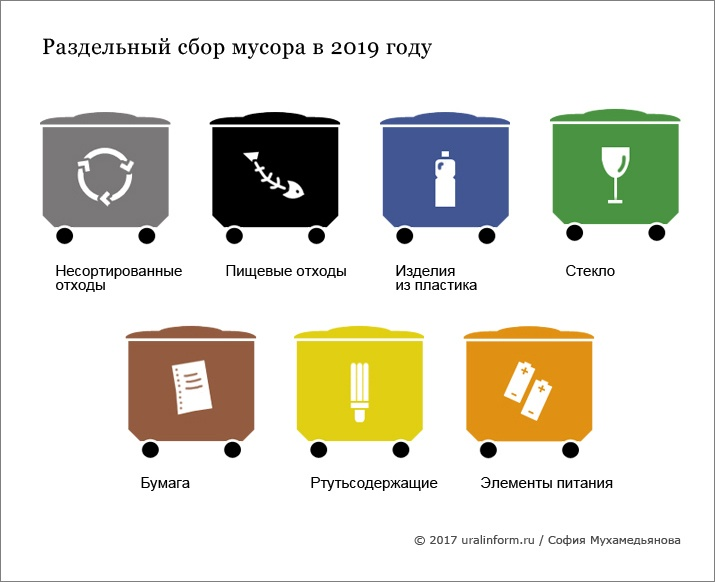 Раздельный сбор мусора в 2019 году
Несортированные
отходы
Пищевые отходы
Изделия
из пластика
Стекло
Бумага
Ртутьсодержащие
Элементы питания
© 2017 uralinform.ru / София Мухамедьянова